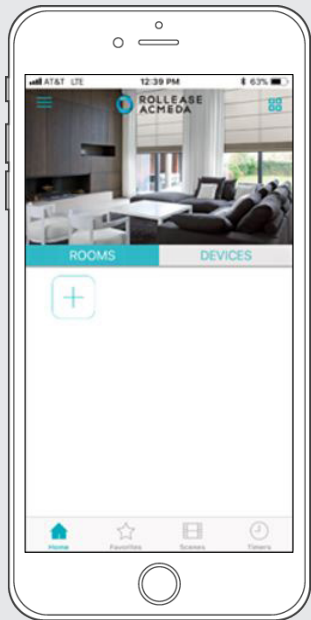 AT&T LTE 12:39 PM 63%
ROLLEASE
ACMEDA
ROOMS DEVICES
Home Favorites Scenes Timers